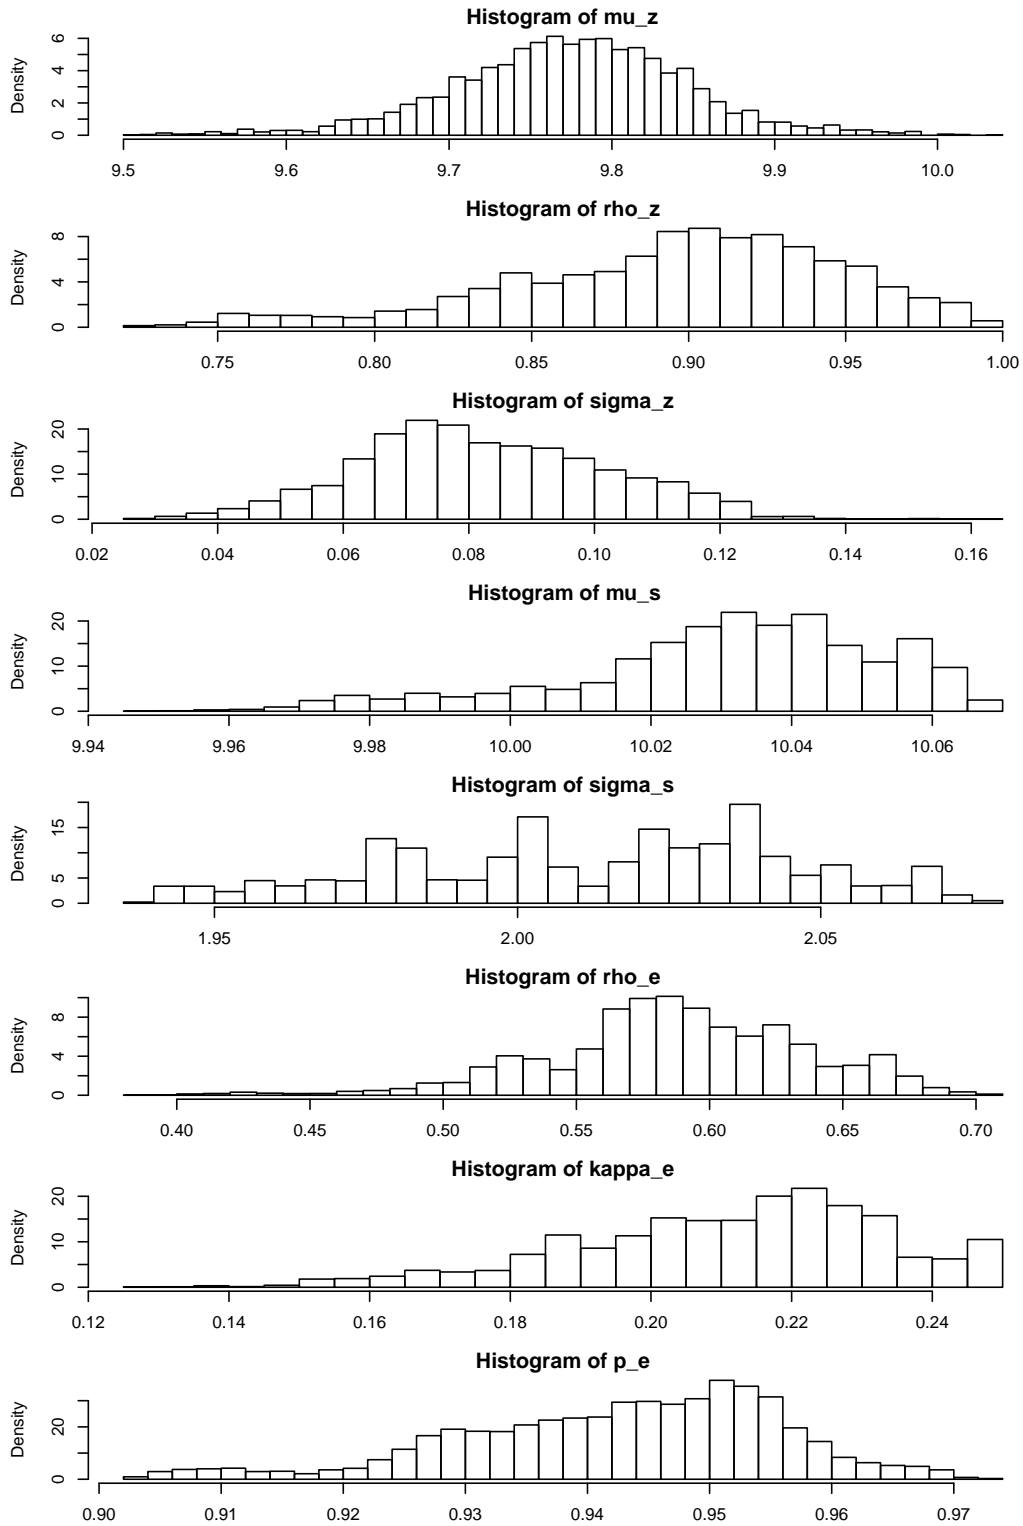 Histogram of mu_z
Density
0 2 4 6
9.5 9.6 9.7 9.8 9.9 10.0
Histogram of rho_z
Density
0 4 8
0.75 0.80 0.85 0.90 0.95 1.00
Histogram of sigma_z
Density
0 10 20
0.02 0.04 0.06 0.08 0.10 0.12 0.14 0.16
Histogram of mu_s
Density
0 10 20
9.94 9.96 9.98 10.00 10.02 10.04 10.06
Histogram of sigma_s
Density
0 5 15
1.95 2.00 2.05
Histogram of rho_e
Density
0 4 8
0.40 0.45 0.50 0.55 0.60 0.65 0.70
Histogram of kappa_e
Density
0 10 20
0.12 0.14 0.16 0.18 0.20 0.22 0.24
Histogram of p_e
Density
0 20
0.90 0.91 0.92 0.93 0.94 0.95 0.96 0.97